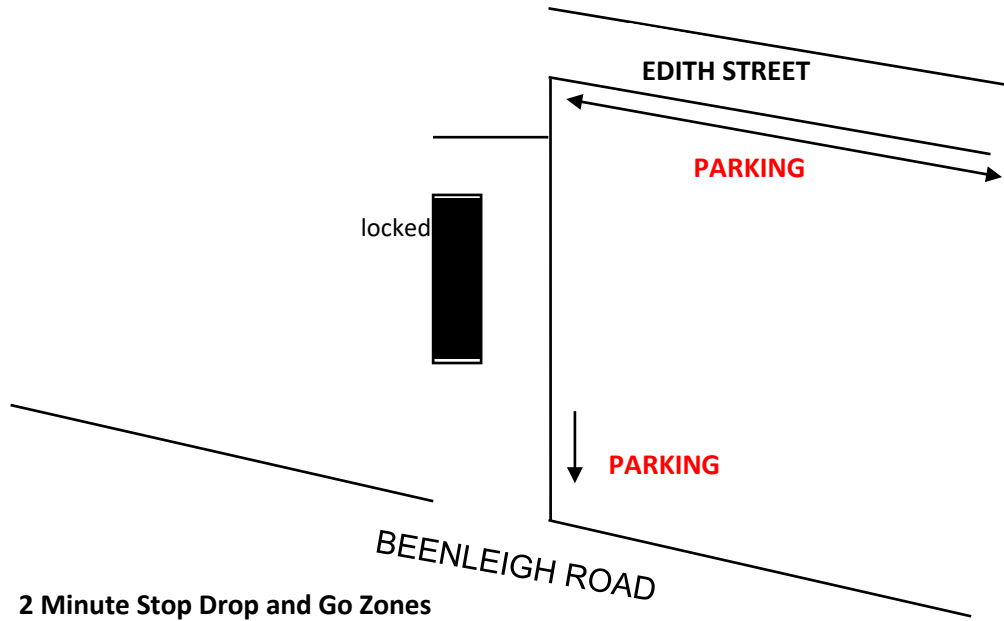 EDITH STREET
PARKING
locked
PARKING
BEENLEIGH ROAD
2 Minute Stop Drop and Go Zones